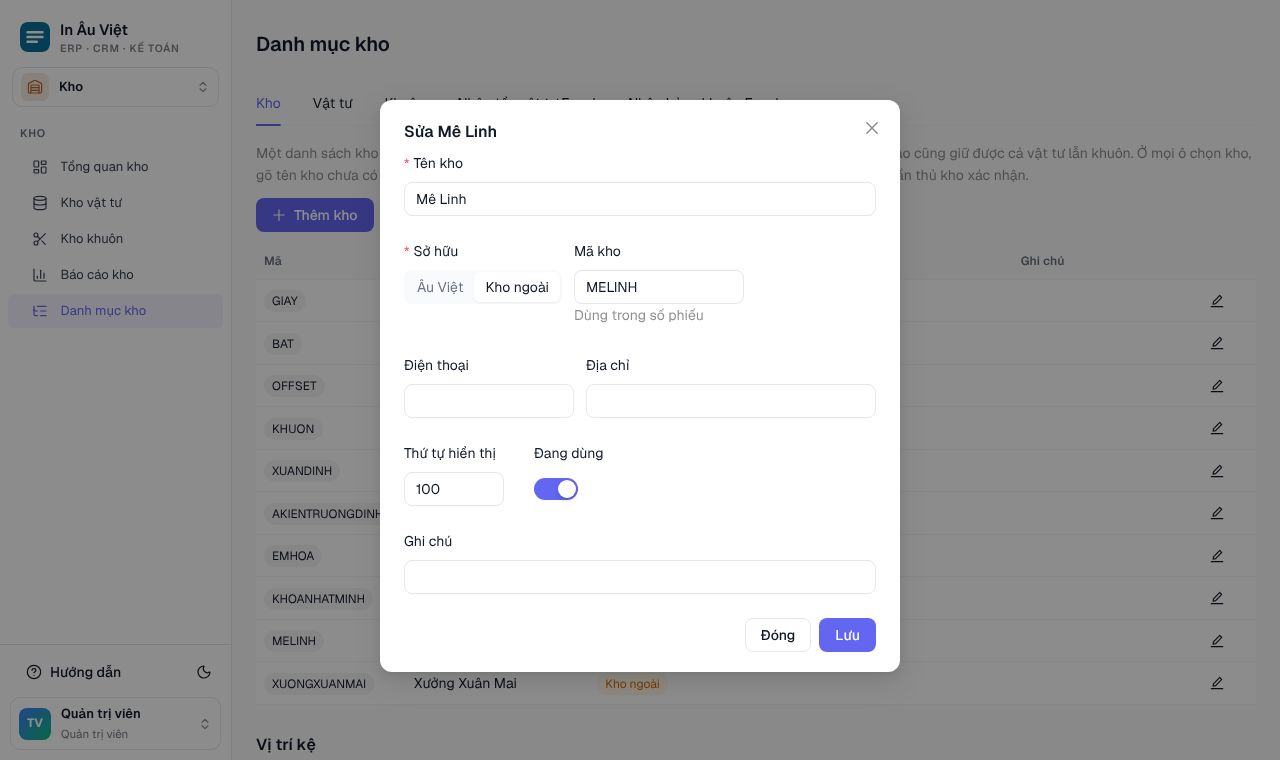 In Âu Việt
ERP · CRM · KẾ TOÁN
Kho
KHO
Tổng quan kho
Kho vật tư
Kho khuôn
Báo cáo kho
Danh mục kho
Hướng dẫn
TV
Quản trị viên
Quản trị viên
Danh mục kho
Kho
Vật tư
Một danh sách kho
ào cũng giữ được cả vật tư lẫn khuôn. Ở mọi ô chọn kho,
gõ tên kho chưa có
ần thủ kho xác nhận.
Thêm kho
Mã
Ghi chú
GIAY
BAT
OFFSET
KHUON
XUANDINH
AKIENTRUONGDINH
EMHOA
KHOANHATMINH
MELINH
XUONGXUANMAI
Xưởng Xuân Mai
Kho ngoài
Vị trí kệ
Sửa Mê Linh
* Tên kho
Mê Linh
* Sở hữu
Mã kho
Âu Việt
Kho ngoài
MELINH
Dùng trong số phiếu
Điện thoại
Địa chỉ
Thứ tự hiển thị
Đang dùng
100
Ghi chú
Đóng
Lưu